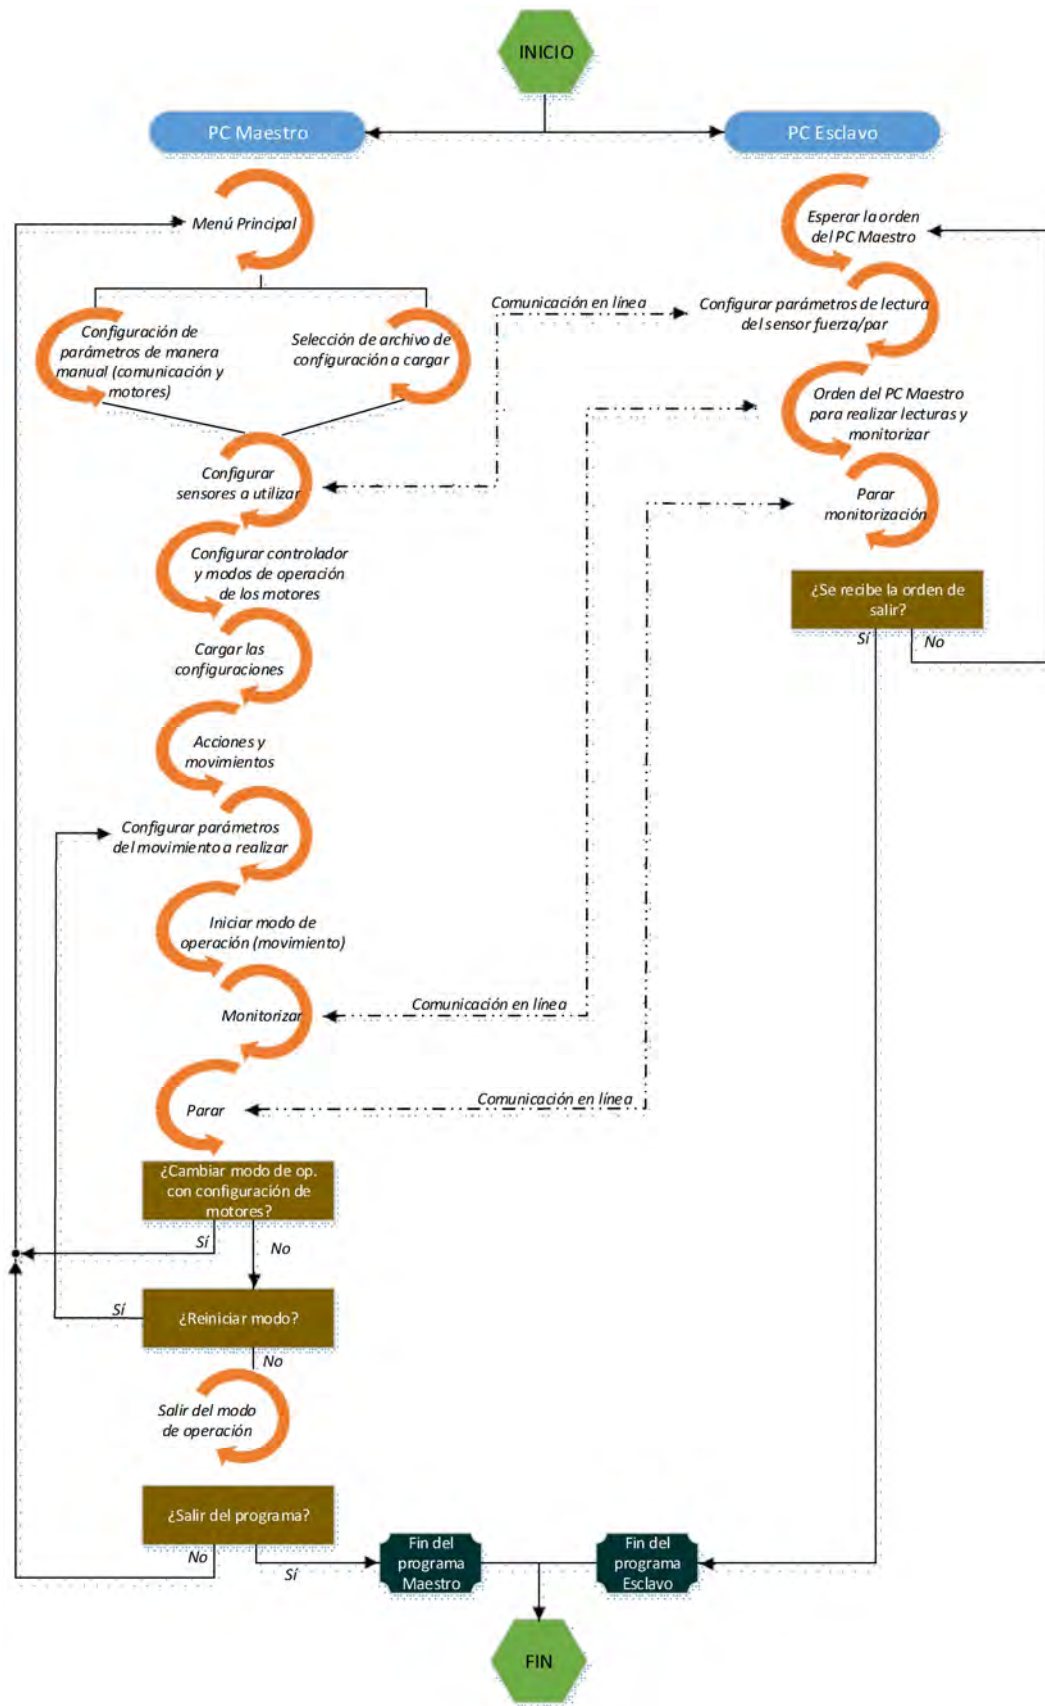 INICIO
PC Maestro
PC Esclavo
Menú Principal
Esperar la orden
del PC Maestro
Comunicación en línea
Configurar parámetros de lectura
del sensor fuerza/par
Configuración de
parámetros de manera
manual (comunicación y
motores)
Selección de archivo de
configuración a cargar
Orden del PC Maestro
para realizar lecturas y
monitorizar
Configurar
sensores a utilizar
Parar
monitorización
Configurar controlador
y modos de operación
de los motores
¿Se recibe la orden de
salir?
Sí
No
Cargar las
configuraciones
Acciones y
movimientos
Configurar parámetros
del movimiento a realizar
Iniciar modo de
operación (movimiento)
Monitorizar
Comunicación en línea
Parar
Comunicación en línea
¿Cambiar modo de op.
con configuración de
motores?
Sí
No
¿Reiniciar modo?
Sí
No
Salir del modo
de operación
¿Salir del programa?
No
Sí
Fin del
programa
Maestro
Fin del
programa
Esclavo
FIN